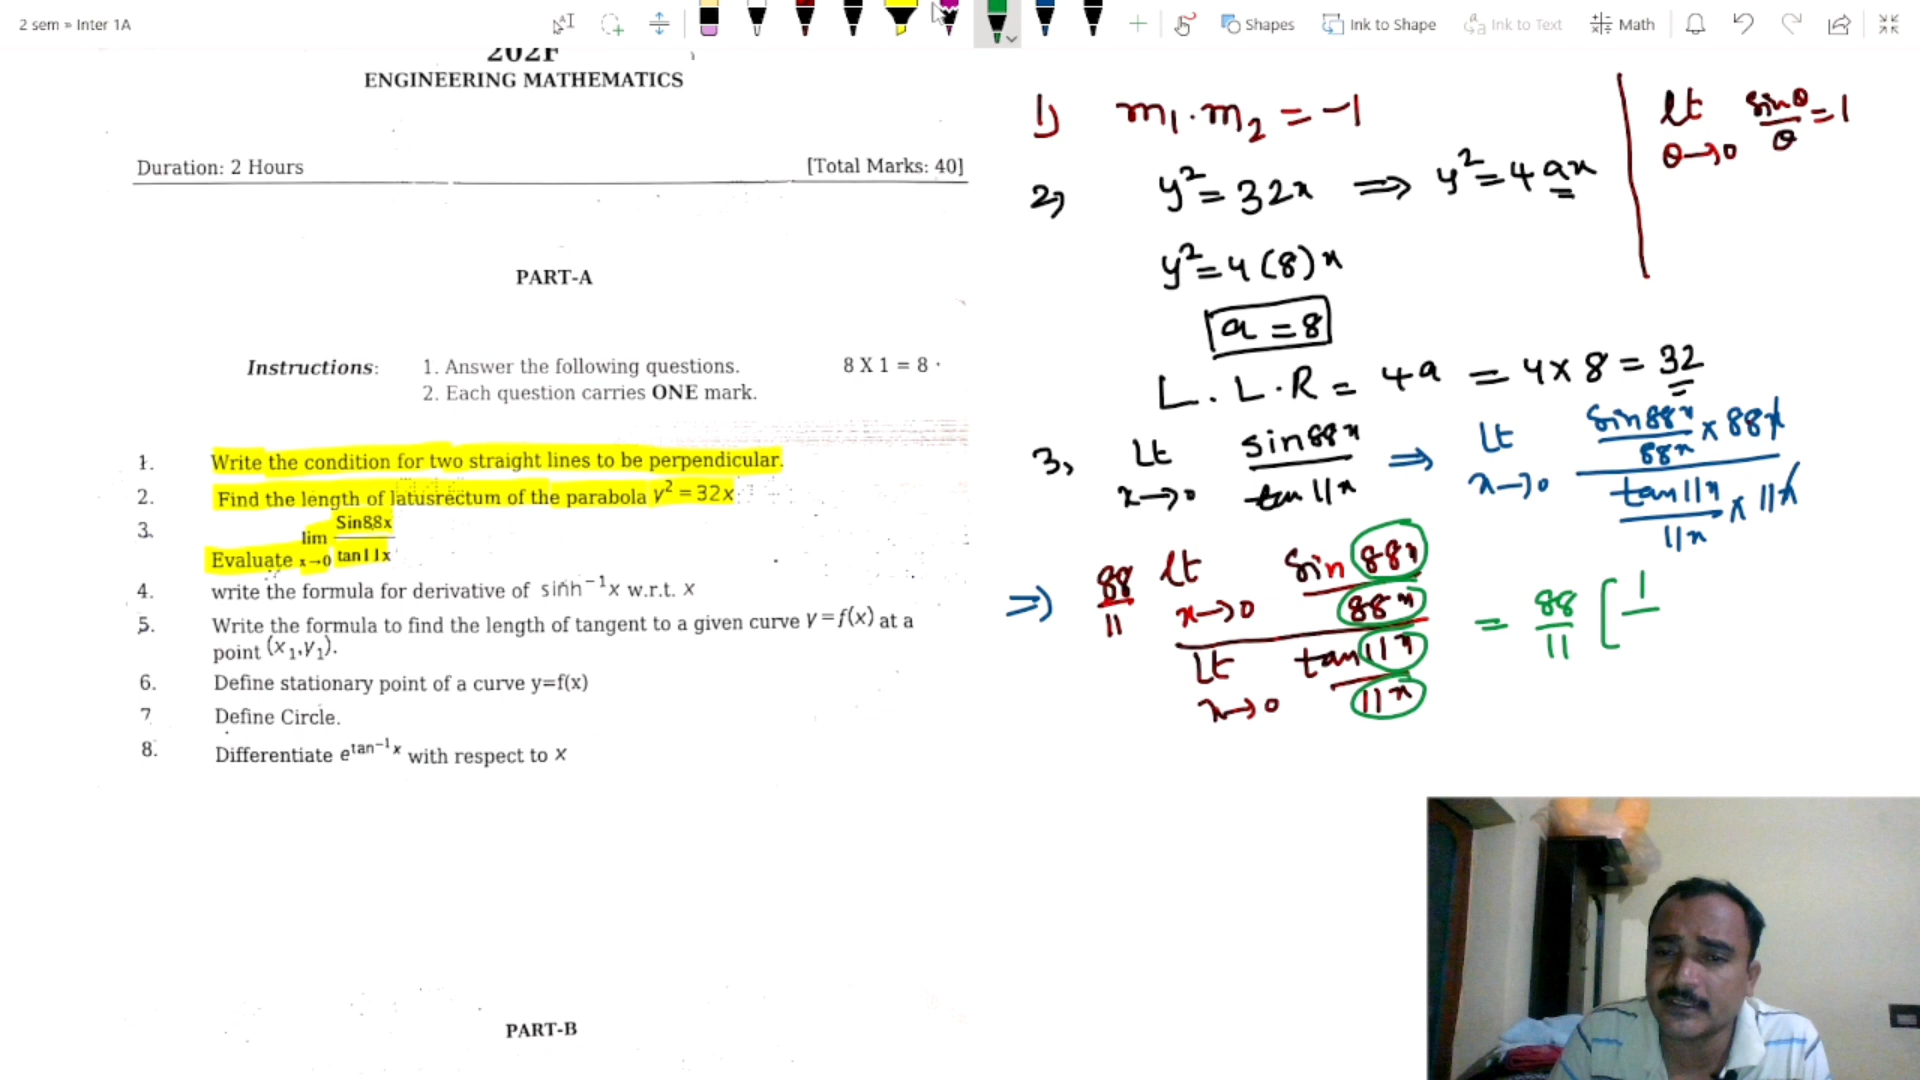 2 sem » Inter 1A
Shapes
Ink to Shape
Ink to Text
Math
202F
ENGINEERING MATHEMATICS
Duration: 2 Hours
[Total Marks: 40]
PART-A
Instructions: 1. Answer the following questions. 8 X 1 = 8
2. Each question carries ONE mark.
1. Write the condition for two straight lines to be perpendicular.
2. Find the length of latusrectum of the parabola y² = 32x
3. Evaluate lim x→0 Sin88x / tan11x
4. write the formula for derivative of sinh⁻¹x w.r.t. x
5. Write the formula to find the length of tangent to a given curve y = f(x) at a
point (x₁,y₁).
6. Define stationary point of a curve y=f(x)
7 Define Circle.
8. Differentiate e^tan⁻¹x with respect to x
PART-B
1) m₁·m₂ = -1
lt θ→0 sinθ/θ = 1
2) y² = 32x ⇒ y² = 4ax
y² = 4(8)x
a = 8
L.L.R = 4a = 4×8 = 32
3, Lt x→0 sin88x / tan11x ⇒ Lt x→0 (sin88x/88x × 88x) / (tan11x/11x × 11x)
⇒ 88/11 (lt x→0 sin88x/88x) / (Lt x→0 tan11x/11x) = 88/11 [1